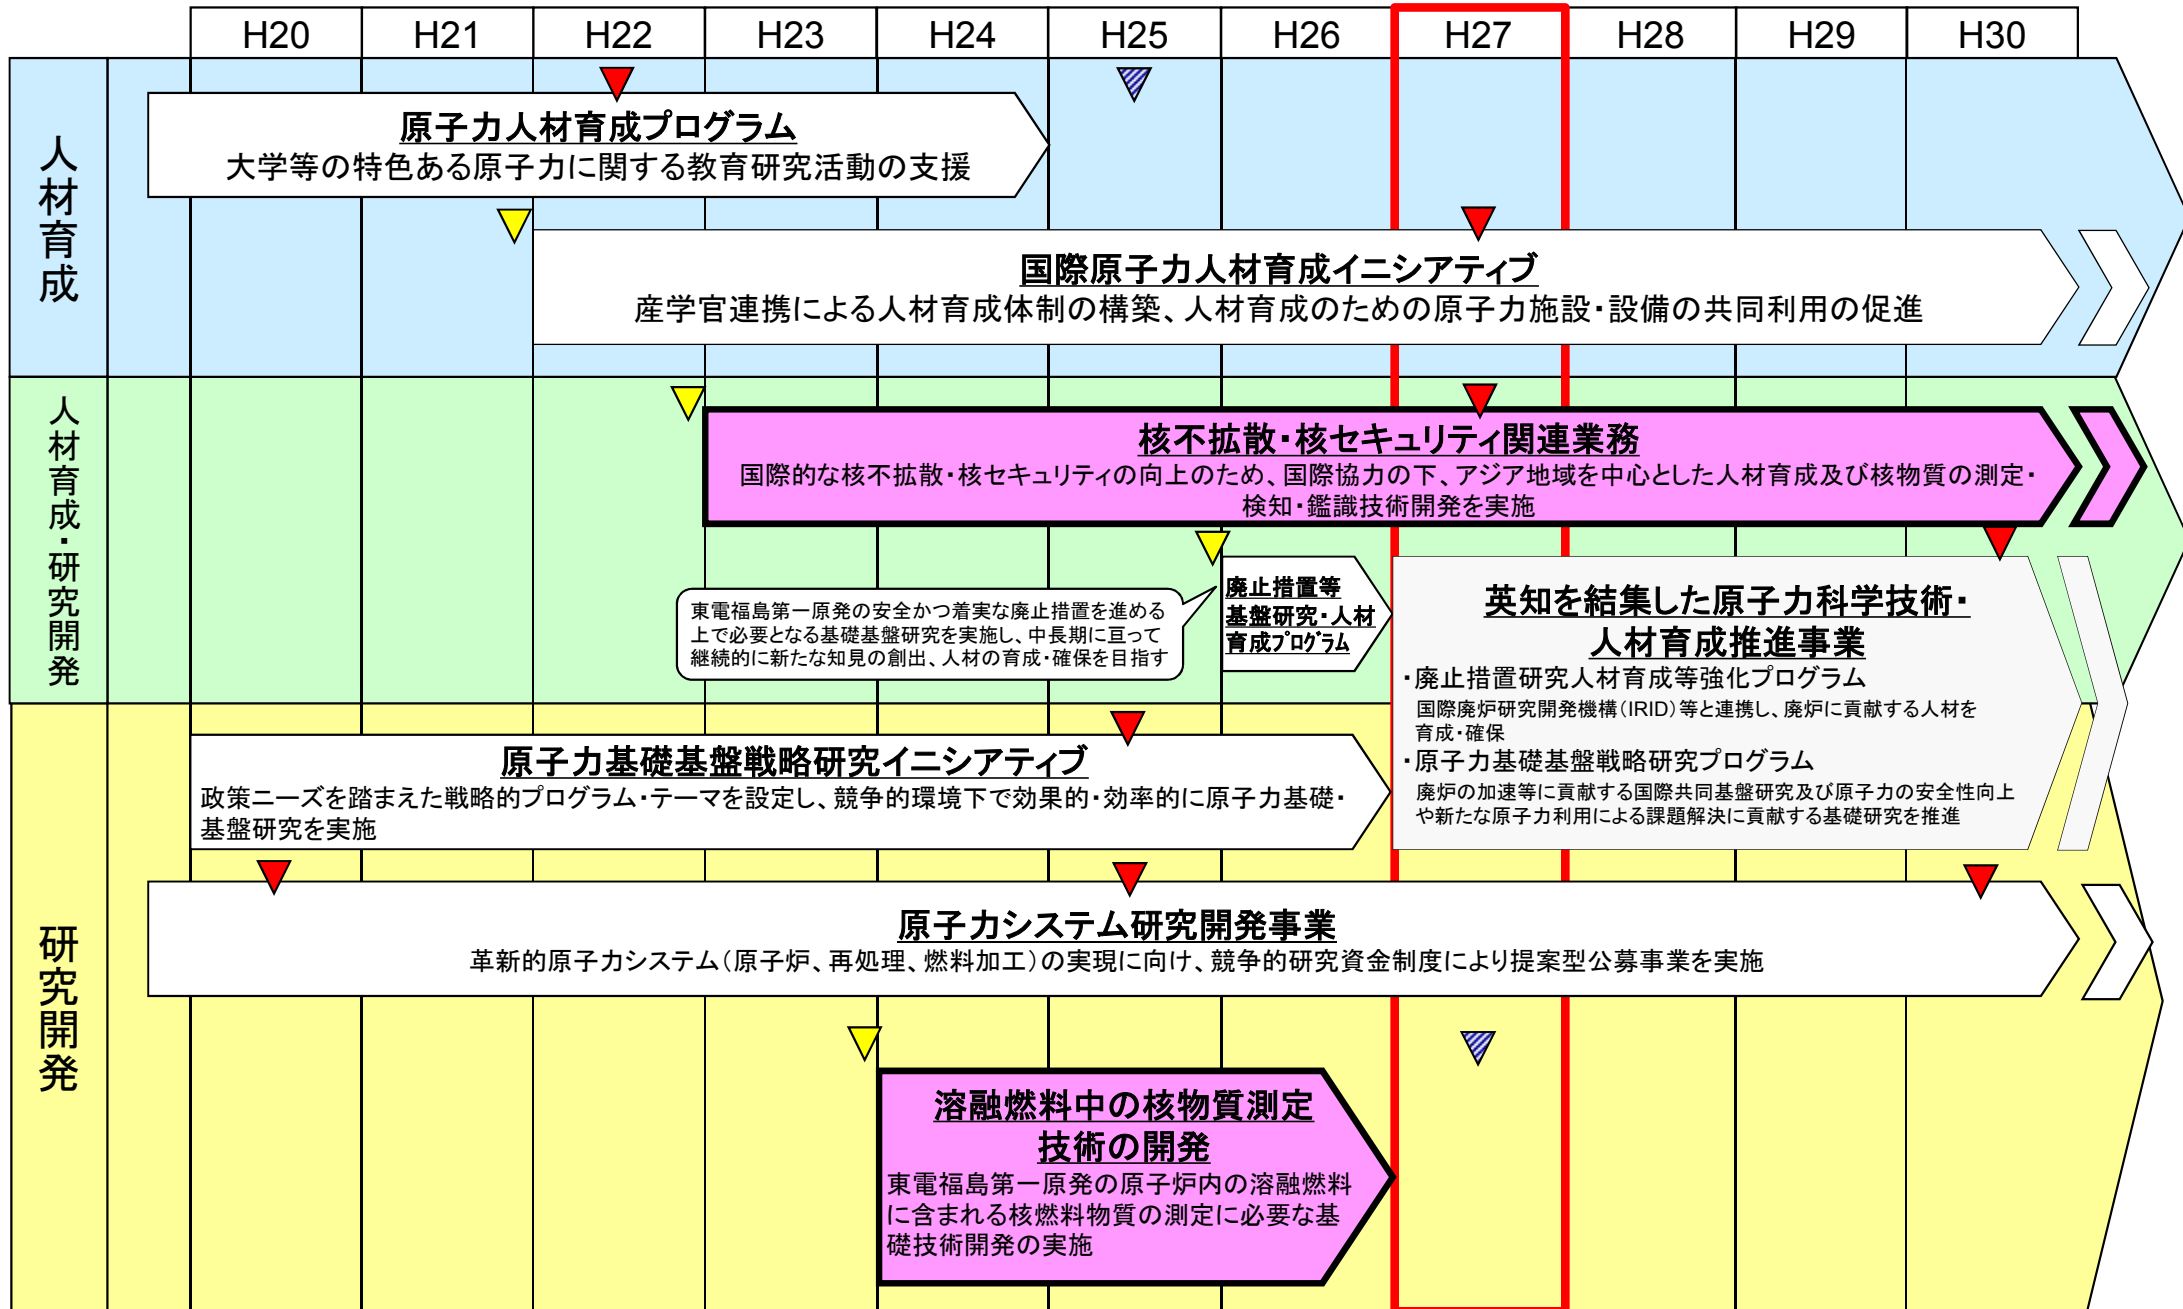 H20 H21 H22 H23 H24 H25 H26 H27 H28 H29 H30
人材育成
原子力人材育成プログラム
大学等の特色ある原子力に関する教育研究活動の支援
国際原子力人材育成イニシアティブ
産学官連携による人材育成体制の構築、人材育成のための原子力施設・設備の共同利用の促進
人材育成・研究開発
核不拡散・核セキュリティ関連業務
国際的な核不拡散・核セキュリティの向上のため、国際協力の下、アジア地域を中心とした人材育成及び核物質の測定・
検知・鑑識技術開発を実施
東電福島第一原発の安全かつ着実な廃止措置を進める
上で必要となる基礎基盤研究を実施し、中長期に亘って
継続的に新たな知見の創出、人材の育成・確保を目指す
廃止措置等
基盤研究・人材
育成プログラム
英知を結集した原子力科学技術・
人材育成推進事業
・廃止措置研究人材育成等強化プログラム
国際廃炉研究開発機構（IRID）等と連携し、廃炉に貢献する人材を
育成・確保
・原子力基礎基盤戦略研究プログラム
廃炉の加速等に貢献する国際共同基盤研究及び原子力の安全性向上
や新たな原子力利用による課題解決に貢献する基礎研究を推進
研究開発
原子力基礎基盤戦略研究イニシアティブ
政策ニーズを踏まえた戦略的プログラム・テーマを設定し、競争的環境下で効果的・効率的に原子力基礎・
基盤研究を実施
原子力システム研究開発事業
革新的原子力システム（原子炉、再処理、燃料加工）の実現に向け、競争的研究資金制度により提案型公募事業を実施
溶融燃料中の核物質測定
技術の開発
東電福島第一原発の原子炉内の溶融燃料
に含まれる核燃料物質の測定に必要な基
礎技術開発の実施